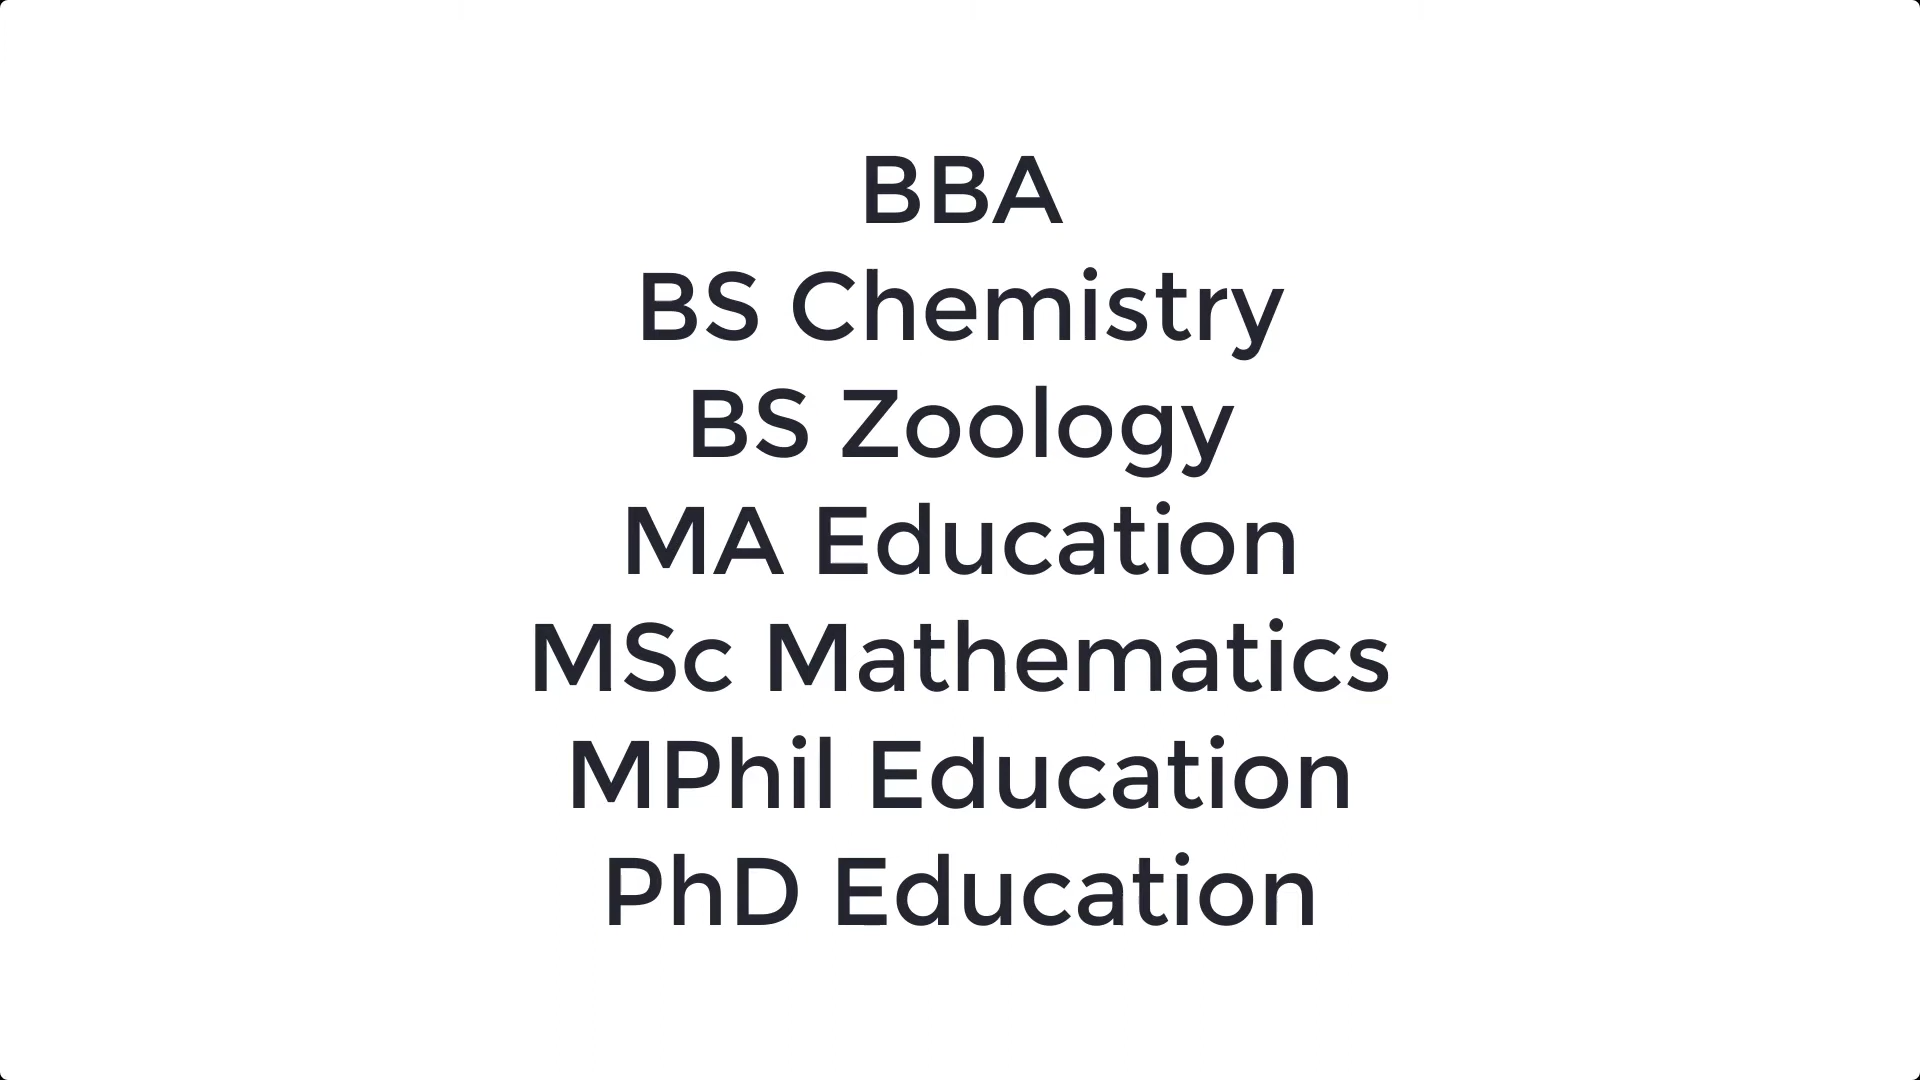 BBA
BS Chemistry
BS Zoology
MA Education
MSc Mathematics
MPhil Education
PhD Education